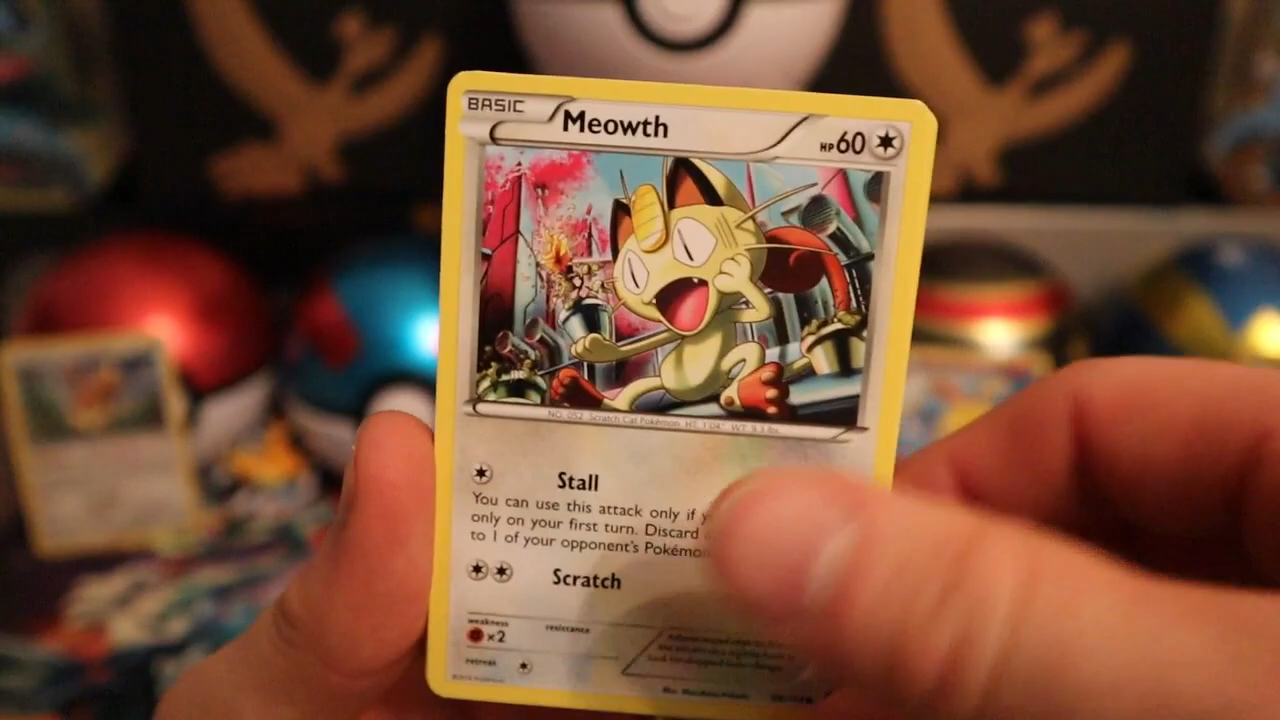 BASIC Meowth HP 60
NO. 052 Scratch Cat Pokémon HT: 1'04" WT: 9.3 lbs.
Stall
You can use this attack only if
only on your first turn. Discard
to 1 of your opponent's Pokémon
Scratch
weakness resistance
×2
retreat